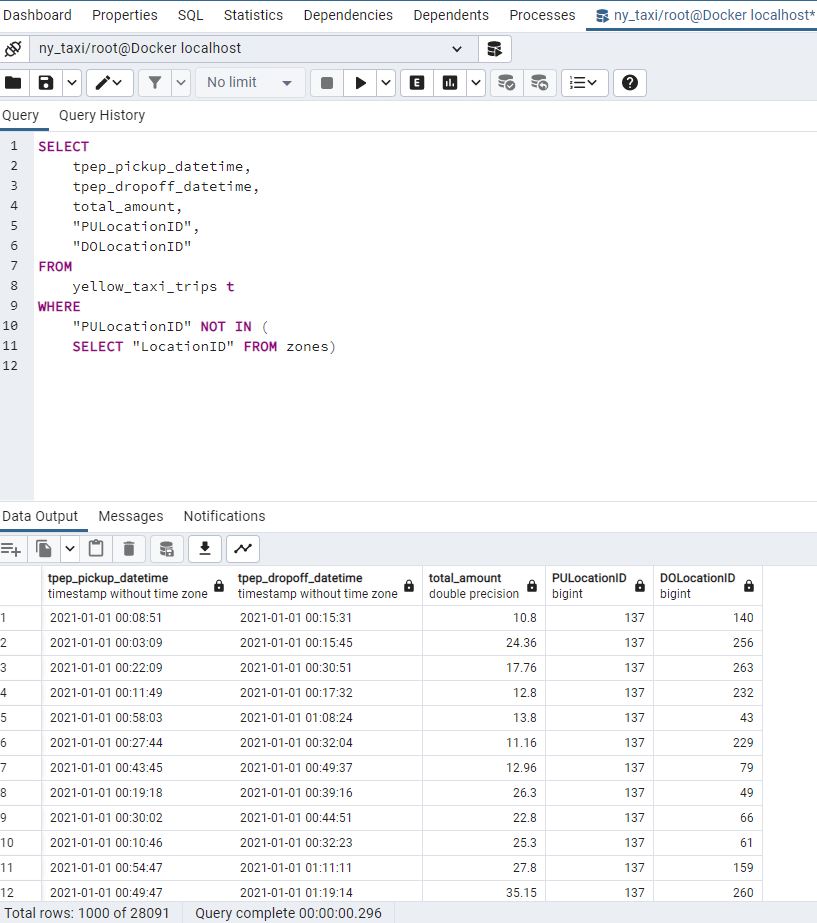 Dashboard Properties SQL Statistics Dependencies Dependents Processes ny_taxi/root@Docker localhost*
ny_taxi/root@Docker localhost
No limit E
Query Query History
1 SELECT
2 tpep_pickup_datetime,
3 tpep_dropoff_datetime,
4 total_amount,
5 "PULocationID",
6 "DOLocationID"
7 FROM
8 yellow_taxi_trips t
9 WHERE
10 "PULocationID" NOT IN (
11 SELECT "LocationID" FROM zones)
12
Data Output Messages Notifications
tpep_pickup_datetime tpep_dropoff_datetime total_amount PULocationID DOLocationID
timestamp without time zone timestamp without time zone double precision bigint bigint
1 2021-01-01 00:08:51 2021-01-01 00:15:31 10.8 137 140
2 2021-01-01 00:03:09 2021-01-01 00:15:45 24.36 137 256
3 2021-01-01 00:22:09 2021-01-01 00:30:51 17.76 137 263
4 2021-01-01 00:11:49 2021-01-01 00:17:32 12.8 137 232
5 2021-01-01 00:58:03 2021-01-01 01:08:24 13.8 137 43
6 2021-01-01 00:27:44 2021-01-01 00:32:04 11.16 137 229
7 2021-01-01 00:43:45 2021-01-01 00:49:37 12.96 137 79
8 2021-01-01 00:19:18 2021-01-01 00:39:16 26.3 137 49
9 2021-01-01 00:30:02 2021-01-01 00:44:51 22.8 137 66
10 2021-01-01 00:10:46 2021-01-01 00:32:23 25.3 137 61
11 2021-01-01 00:54:47 2021-01-01 01:11:11 27.8 137 159
12 2021-01-01 00:49:47 2021-01-01 01:19:14 35.15 137 260
Total rows: 1000 of 28091 Query complete 00:00:00.296